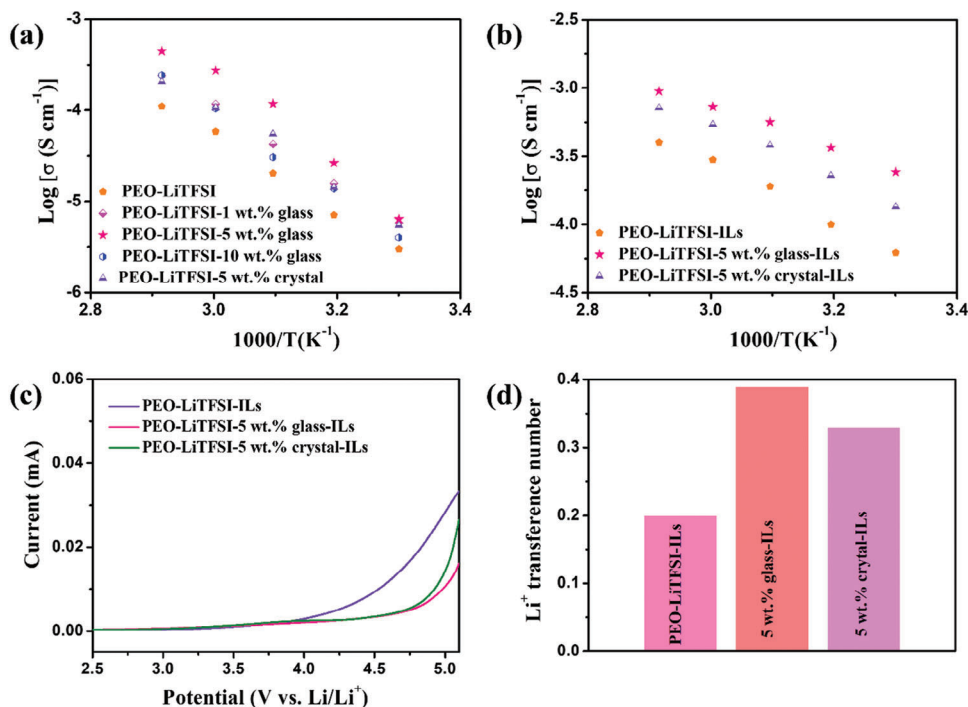 (a)
Log [σ (S cm⁻¹)]
-3
-4
-5
-6
PEO-LiTFSI
PEO-LiTFSI-1 wt.% glass
PEO-LiTFSI-5 wt.% glass
PEO-LiTFSI-10 wt.% glass
PEO-LiTFSI-5 wt.% crystal
2.8 3.0 3.2 3.4
1000/T(K⁻¹)
(b)
Log [σ (S cm⁻¹)]
-2.5
-3.0
-3.5
-4.0
-4.5
PEO-LiTFSI-ILs
PEO-LiTFSI-5 wt.% glass-ILs
PEO-LiTFSI-5 wt.% crystal-ILs
2.8 3.0 3.2 3.4
1000/T(K⁻¹)
(c)
Current (mA)
0.06
0.04
0.02
0.00
PEO-LiTFSI-ILs
PEO-LiTFSI-5 wt.% glass-ILs
PEO-LiTFSI-5 wt.% crystal-ILs
2.5 3.0 3.5 4.0 4.5 5.0
Potential (V vs. Li/Li⁺)
(d)
Li⁺ transference number
0.4
0.3
0.2
0.1
0.0
PEO-LiTFSI-ILs
5 wt.% glass-ILs
5 wt.% crytal-ILs